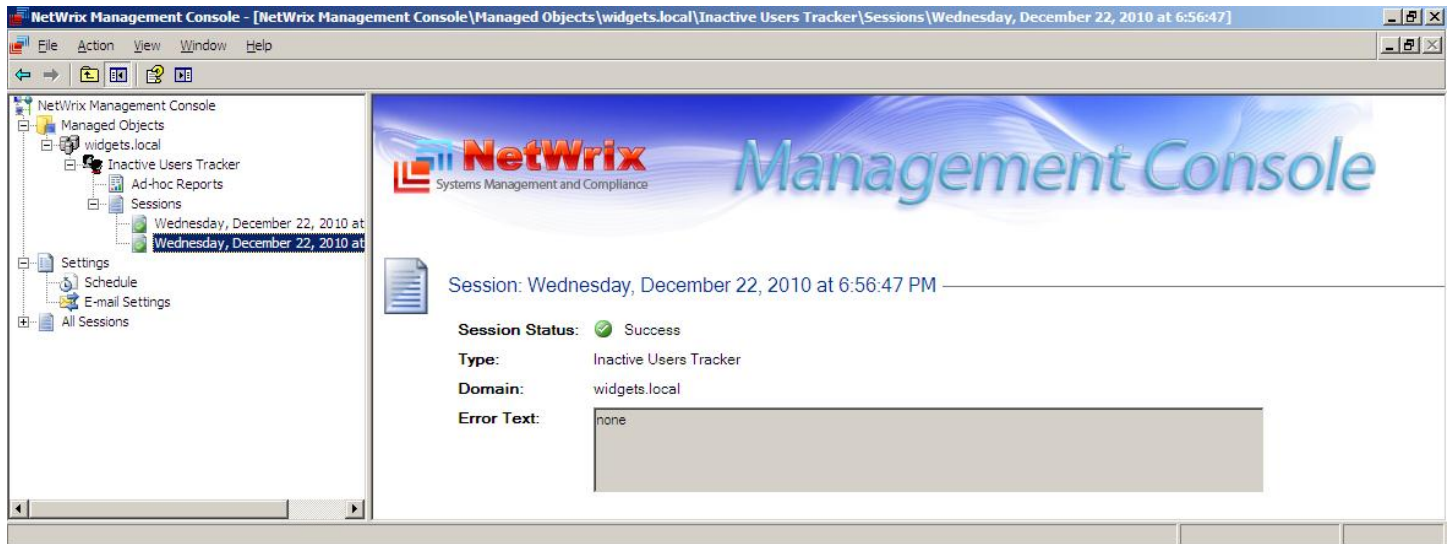 NetWrix Management Console - [NetWrix Management Console\Managed Objects\widgets.local\Inactive Users Tracker\Sessions\Wednesday, December 22, 2010 at 6:56:47]
File Action View Window Help
NetWrix Management Console
Managed Objects
widgets.local
Inactive Users Tracker
Ad-hoc Reports
Sessions
Wednesday, December 22, 2010 at
Wednesday, December 22, 2010 at
Settings
Schedule
E-mail Settings
All Sessions
NetWrix
Systems Management and Compliance
Management Console
Session: Wednesday, December 22, 2010 at 6:56:47 PM
Session Status: Success
Type: Inactive Users Tracker
Domain: widgets.local
Error Text: none